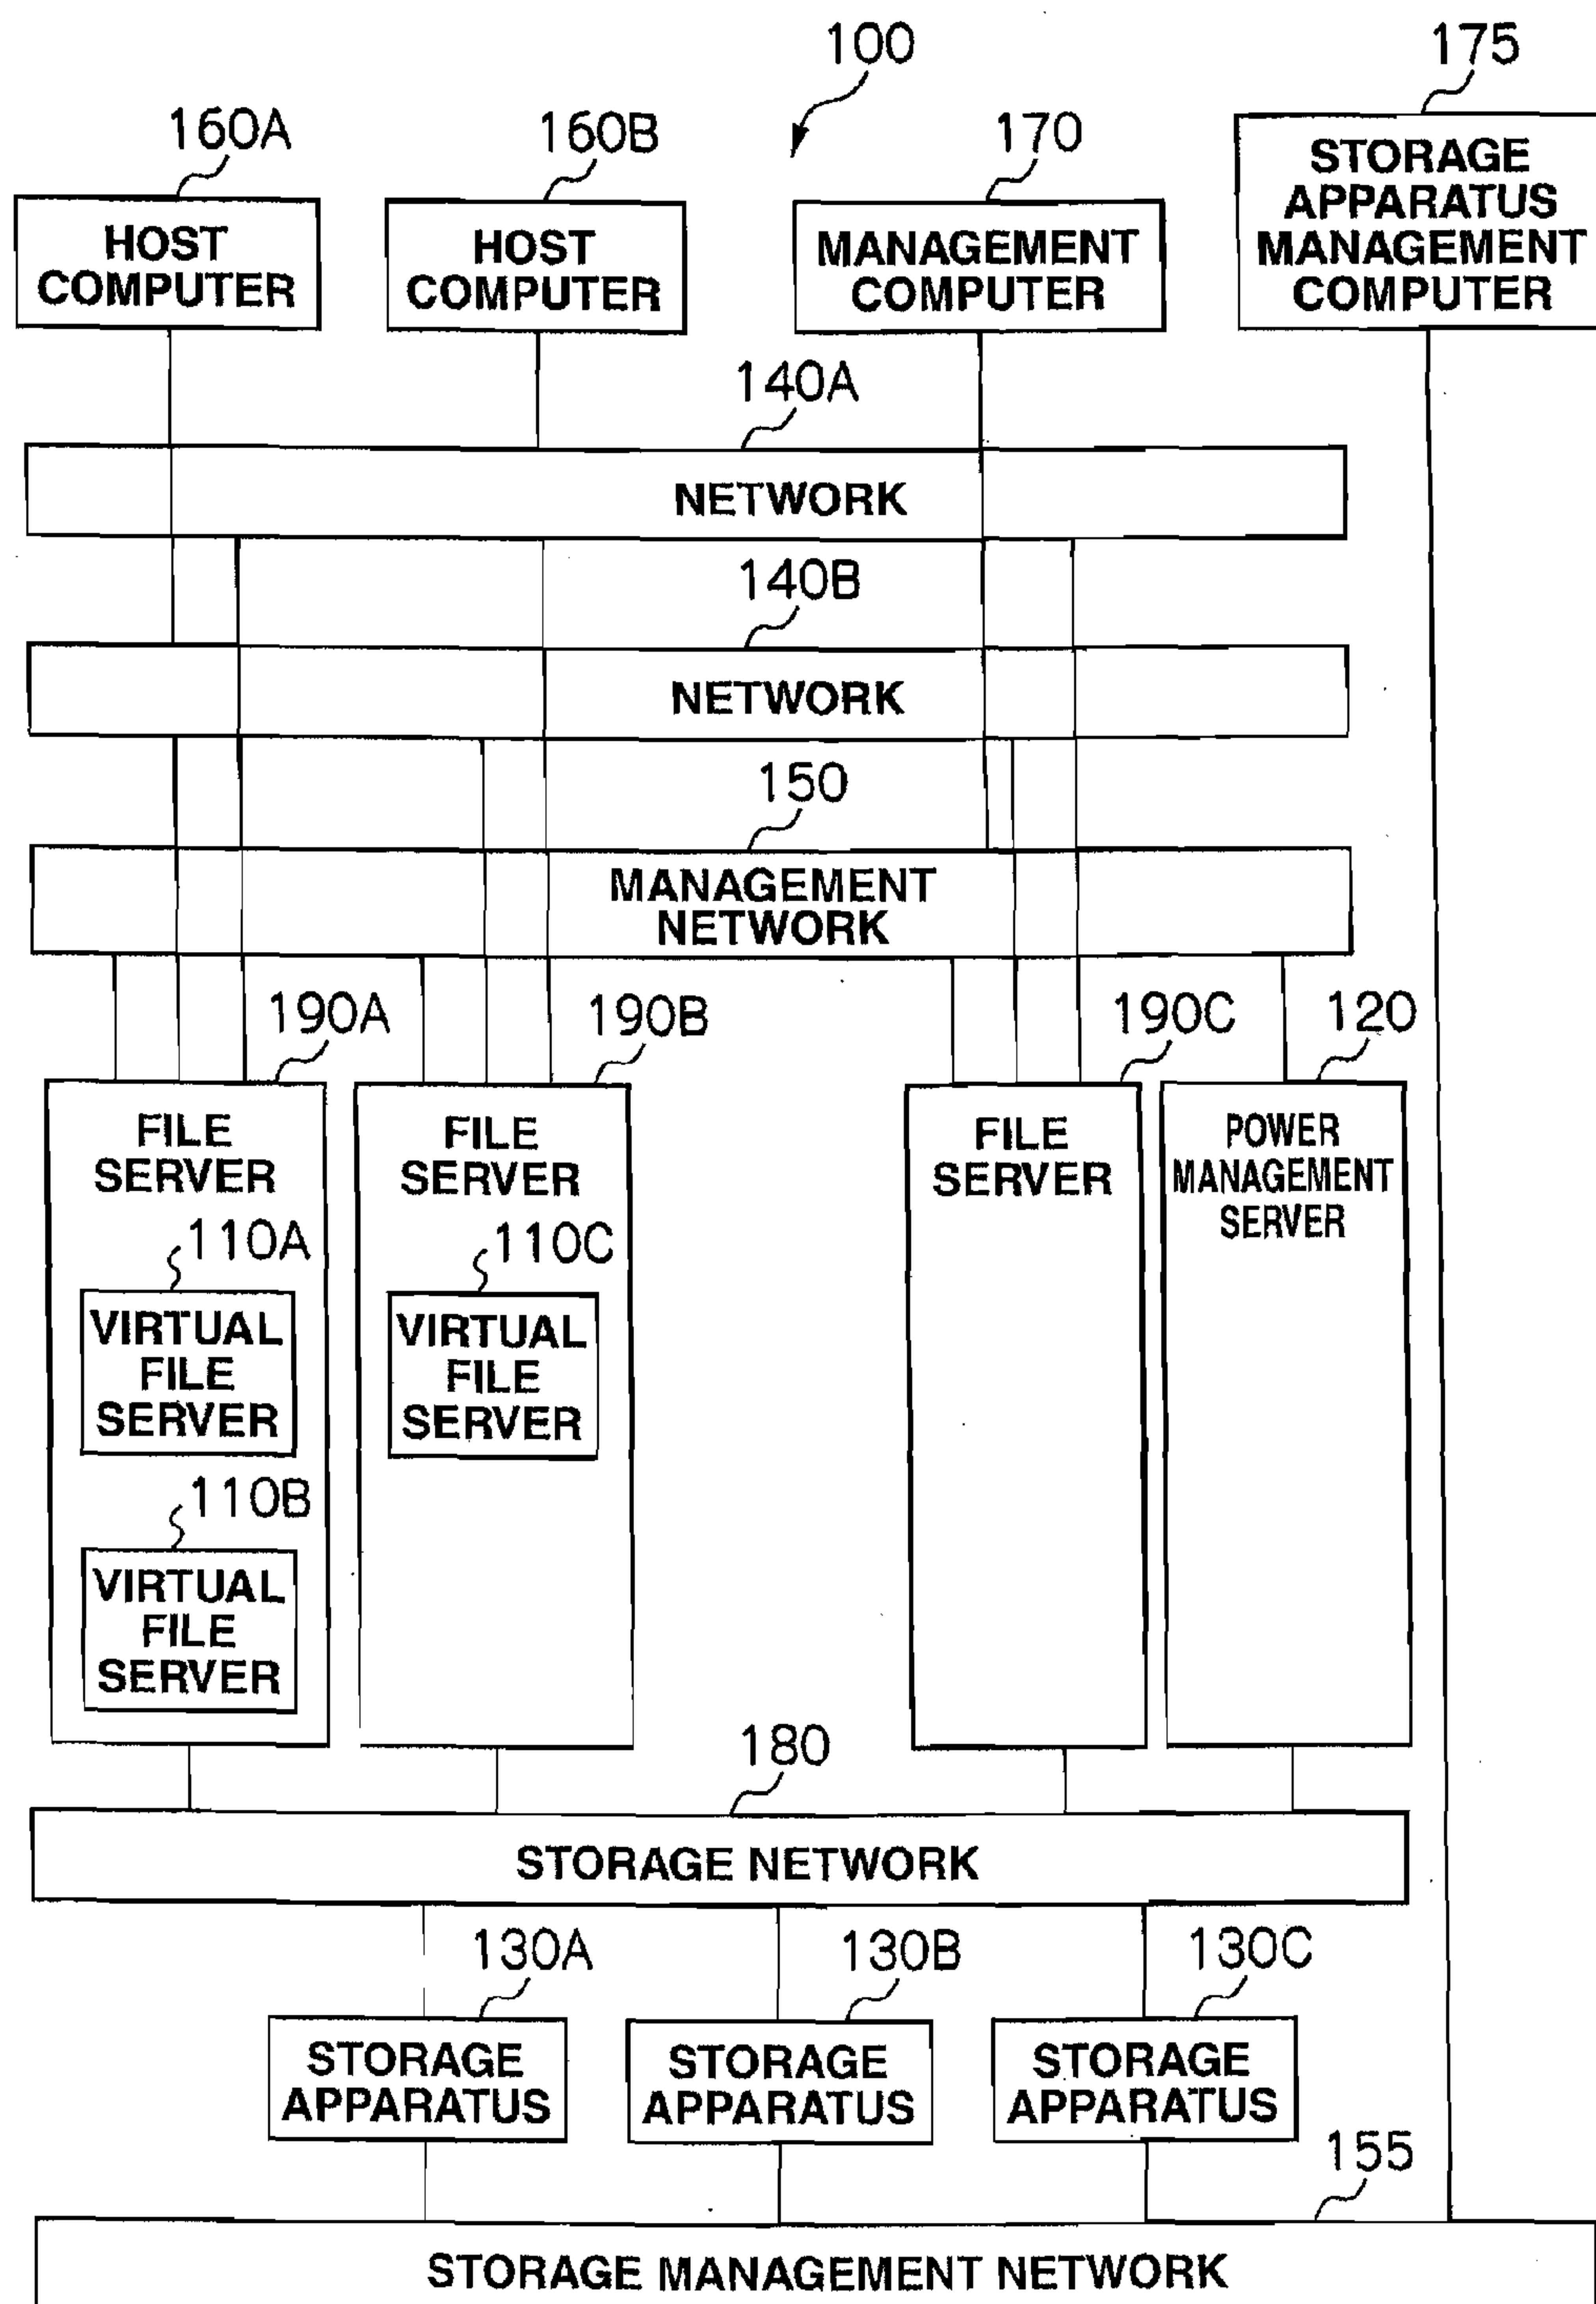 100
175
160A
160B
170
HOST
COMPUTER
HOST
COMPUTER
MANAGEMENT
COMPUTER
STORAGE
APPARATUS
MANAGEMENT
COMPUTER
140A
NETWORK
140B
NETWORK
150
MANAGEMENT
NETWORK
190A
190B
190C
120
FILE
SERVER
110A
VIRTUAL
FILE
SERVER
110B
VIRTUAL
FILE
SERVER
FILE
SERVER
110C
VIRTUAL
FILE
SERVER
FILE
SERVER
POWER
MANAGEMENT
SERVER
180
STORAGE NETWORK
130A
130B
130C
STORAGE
APPARATUS
STORAGE
APPARATUS
STORAGE
APPARATUS
155
STORAGE MANAGEMENT NETWORK